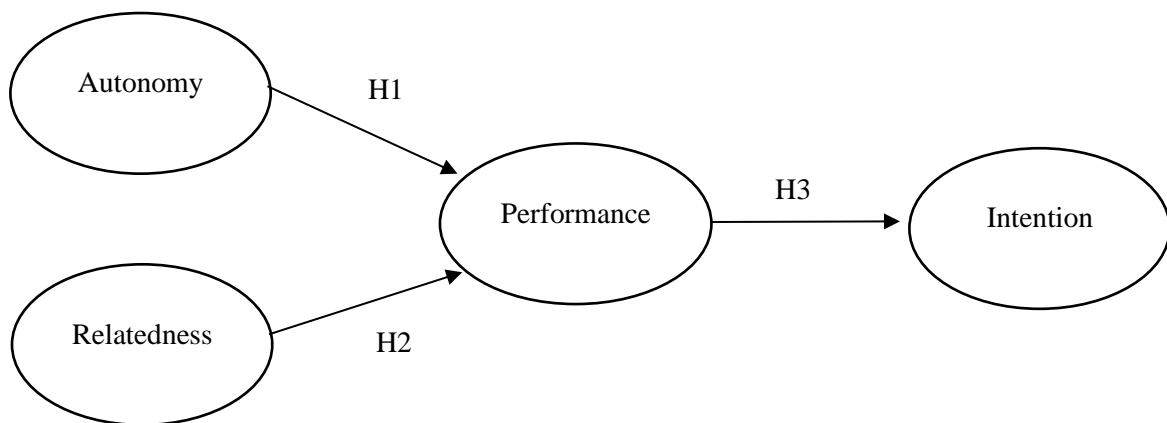 Autonomy
H1
Performance
H3
Intention
Relatedness
H2